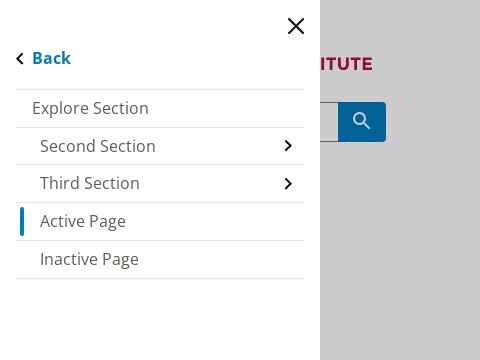 Back
ITUTE
Explore Section
Second Section
Third Section
Active Page
Inactive Page